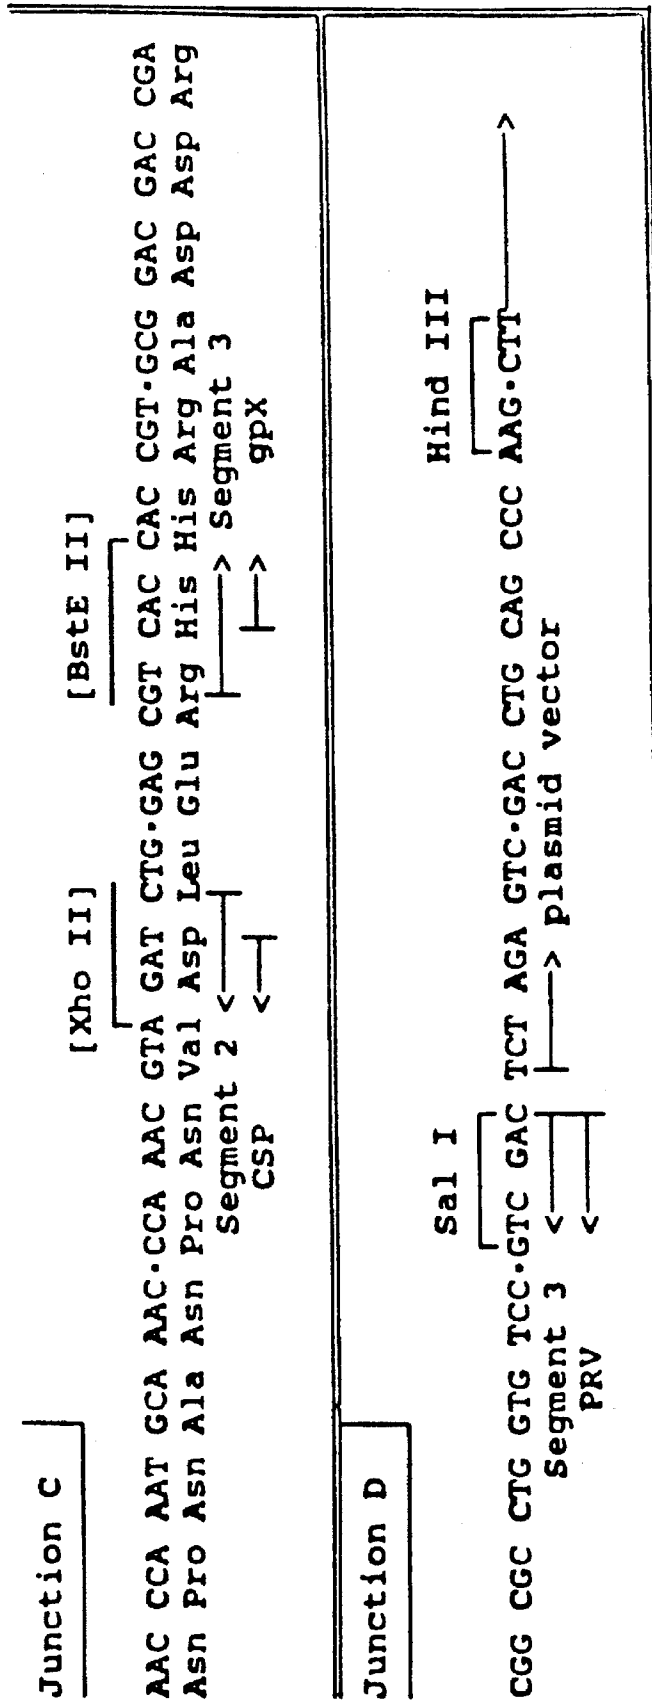 Junction C
[Xho II] [BstE II]
AAC CCA AAT GCA AAC·CCA AAC GTA GAT CTG·GAG CGT CAC CAC CGT·GCG GAC GAC CGA
Asn Pro Asn Ala Asn Pro Asn Val Asp Leu Glu Arg His His Arg Ala Asp Asp Arg
Segment 2 <—— ——> Segment 3
CSP <—— ——> gpX
Junction D
Sal I Hind III
CGG CGC CTG GTG TCC·GTC GAC TCT AGA GTC·GAC CTG CAG CCC AAG·CTT ——>
Segment 3 <—— ——> plasmid vector
PRV <——